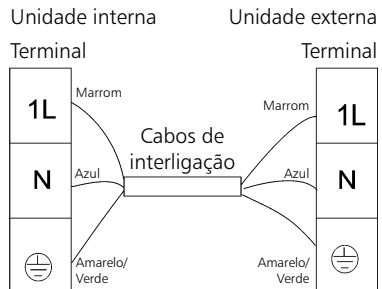 Unidade interna
Unidade externa
Terminal
Terminal
1L
Marrom
Marrom
1L
Cabos de
interligação
N
Azul
Azul
N
Amarelo/
Verde
Amarelo/
Verde